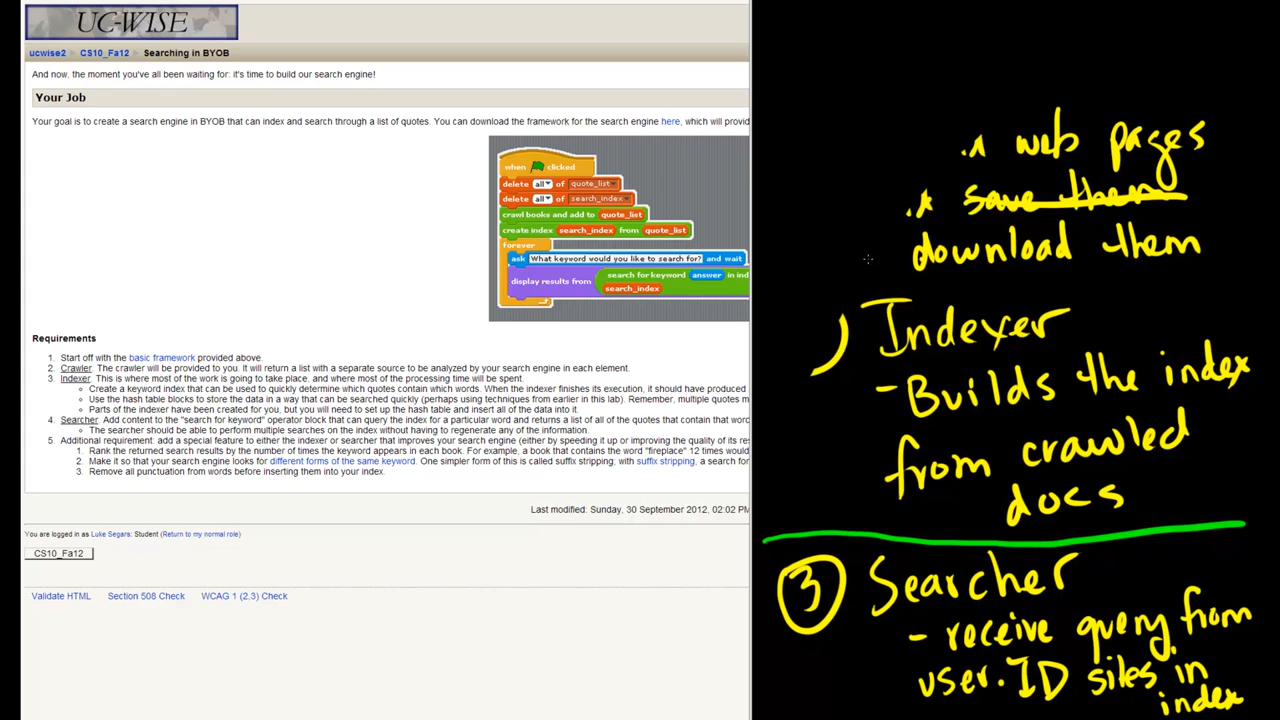 UC-WISE
ucwise2 CS10_Fa12 Searching in BYOB
And now, the moment you've all been waiting for: it's time to build our search engine!
Your Job
Your goal is to create a search engine in BYOB that can index and search through a list of quotes. You can download the framework for the search engine here, which will provid
when clicked
delete all of quote_list
delete all of search_index
crawl books and add to quote_list
create index search_index from quote_list
forever
ask What keyword would you like to search for? and wait
display results from search for keyword answer in ind
search_index
Requirements
1. Start off with the basic framework provided above.
2. Crawler. The crawler will be provided to you. It will return a list with a separate source to be analyzed by your search engine in each element.
3. Indexer. This is where most of the work is going to take place, and where most of the processing time will be spent.
Create a keyword index that can be used to quickly determine which quotes contain which words. When the indexer finishes its execution, it should have produced
Use the hash table blocks to store the data in a way that can be searched quickly (perhaps using techniques from earlier in this lab). Remember, multiple quotes m
Parts of the indexer have been created for you, but you will need to set up the hash table and insert all of the data into it.
4. Searcher. Add content to the "search for keyword" operator block that can query the index for a particular word and returns a list of all of the quotes that contain that wor
The searcher should be able to perform multiple searches on the index without having to regenerate any of the information.
5. Additional requirement: add a special feature to either the indexer or searcher that improves your search engine (either by speeding it up or improving the quality of its res
1. Rank the returned search results by the number of times the keyword appears in each book. For example, a book that contains the word "fireplace" 12 times would
2. Make it so that your search engine looks for different forms of the same keyword. One simpler form of this is called suffix stripping; with suffix stripping, a search for
3. Remove all punctuation from words before inserting them into your index.
Last modified: Sunday, 30 September 2012, 02:02 PM
You are logged in as Luke Segars: Student (Return to my normal role)
CS10_Fa12
Validate HTML Section 508 Check WCAG 1 (2,3) Check
web pages
save them
download them
) Indexer
- Builds the index
from crawled
docs
3 Searcher
- receive query from
user. ID sites in
index